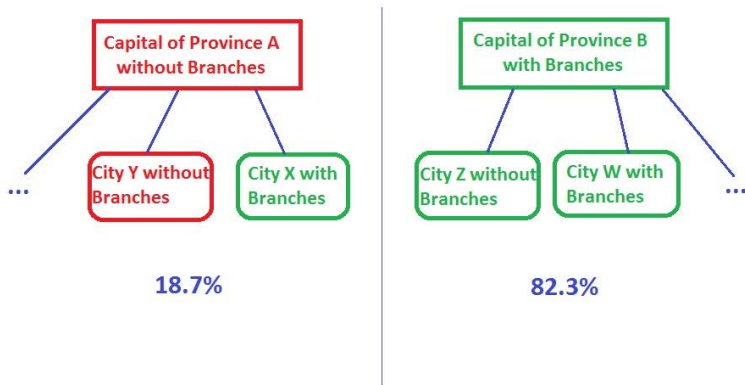 Capital of Province A
without Branches
Capital of Province B
with Branches
...
City Y without
Branches
City X with
Branches
City Z without
Branches
City W with
Branches
...
18.7%
82.3%